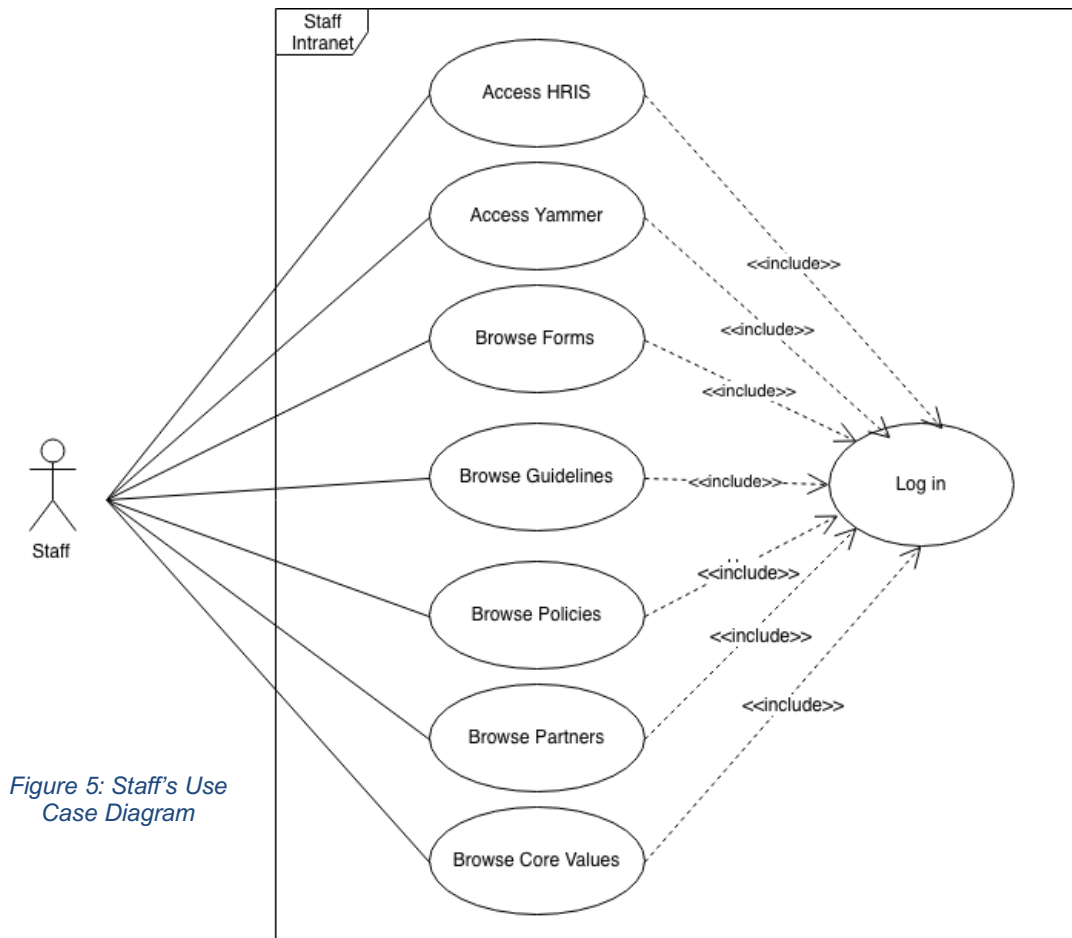 Staff
Intranet
Access HRIS
Access Yammer
<<include>>
<<include>>
Browse Forms
<<include>>
Browse Guidelines
<<include>>
Log in
Staff
<<include>>
Browse Policies
<<include>>
Browse Partners
<<include>>
Figure 5: Staff’s Use
Case Diagram
Browse Core Values